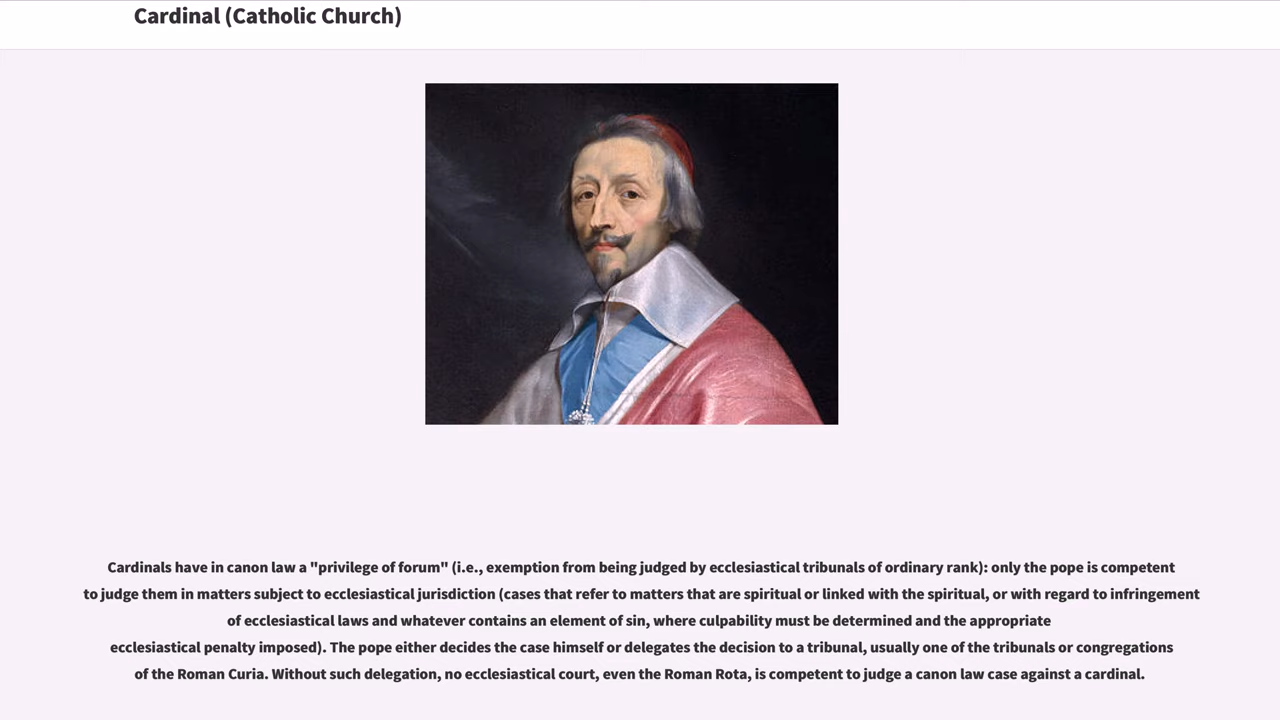 Cardinal (Catholic Church)
Cardinals have in canon law a "privilege of forum" (i.e., exemption from being judged by ecclesiastical tribunals of ordinary rank): only the pope is competent
to judge them in matters subject to ecclesiastical jurisdiction (cases that refer to matters that are spiritual or linked with the spiritual, or with regard to infringement
of ecclesiastical laws and whatever contains an element of sin, where culpability must be determined and the appropriate
ecclesiastical penalty imposed). The pope either decides the case himself or delegates the decision to a tribunal, usually one of the tribunals or congregations
of the Roman Curia. Without such delegation, no ecclesiastical court, even the Roman Rota, is competent to judge a canon law case against a cardinal.